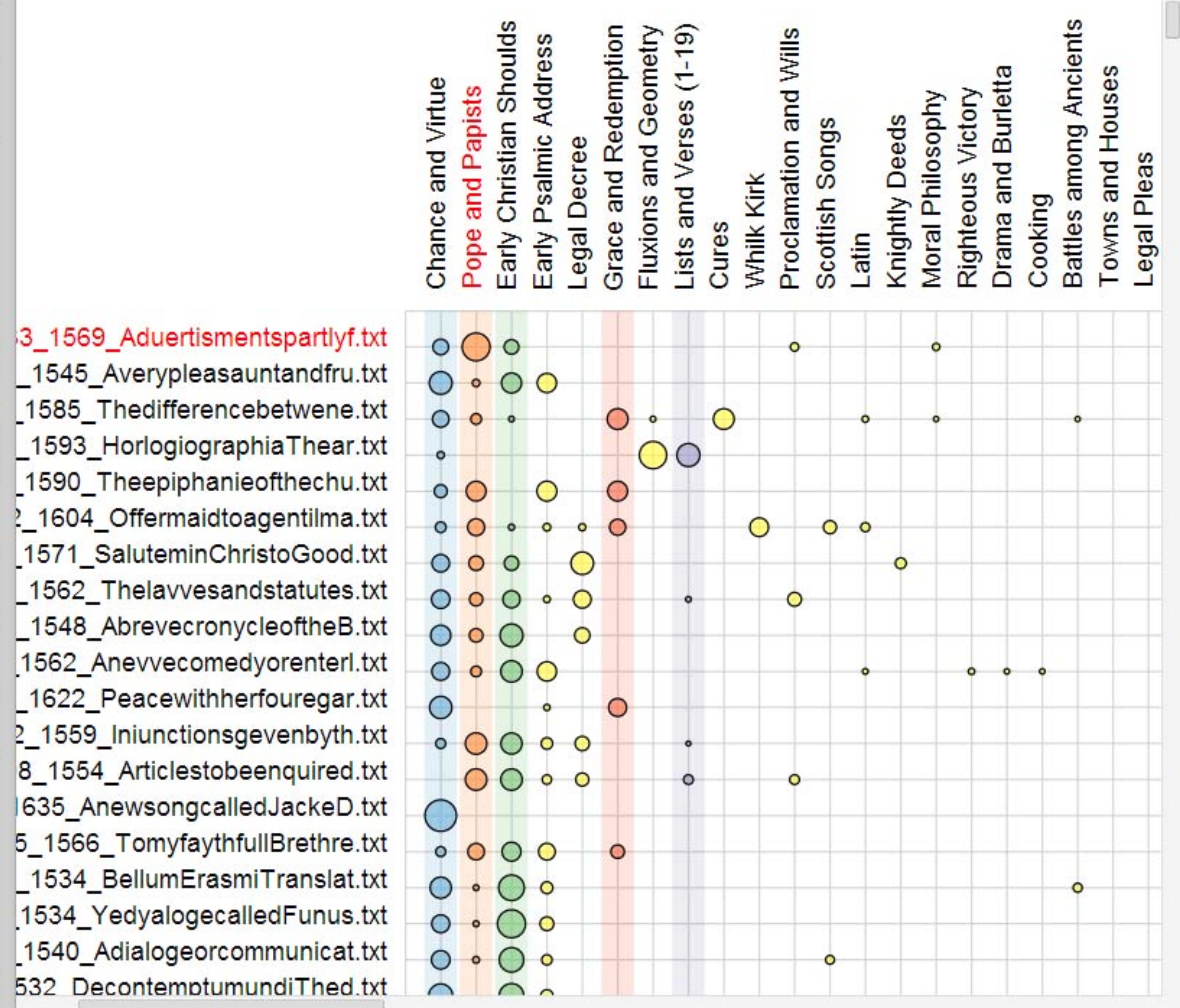 Chance and Virtue
Pope and Papists
Early Christian Shoulds
Early Psalmic Address
Legal Decree
Grace and Redemption
Fluxions and Geometry
Lists and Verses (1-19)
Cures
Whilk Kirk
Proclamation and Wills
Scottish Songs
Latin
Knightly Deeds
Moral Philosophy
Righteous Victory
Drama and Burletta
Cooking
Battles among Ancients
Towns and Houses
Legal Pleas
3_1569_Aduertismentspartlyf.txt
_1545_Averypleasauntandfru.txt
_1585_Thedifferencebetwene.txt
_1593_HorlogiographiaThear.txt
_1590_Theepiphanieofthechu.txt
2_1604_Offermaidtoagentilma.txt
_1571_SaluteminChristoGood.txt
_1562_Thelavvesandstatutes.txt
_1548_AbrevecronycleoftheB.txt
_1562_Anevvecomedyorenterl.txt
_1622_Peacewithherfouregar.txt
2_1559_Iniunctionsgevenbyth.txt
8_1554_Articlestobeenquired.txt
1635_AnewsongcalledJackeD.txt
5_1566_TomyfaythfullBrethre.txt
_1534_BellumErasmiTranslat.txt
_1534_YedyalogecalledFunus.txt
_1540_Adialogeorcommunicat.txt
532_DecontemptumundiThed.txt